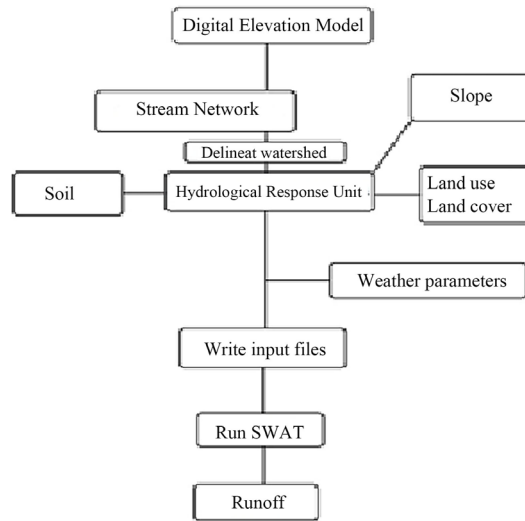 Digital Elevation Model
Stream Network
Slope
Delineat watershed
Soil
Hydrological Response Unit
Land use
Land cover
Weather parameters
Write input files
Run SWAT
Runoff